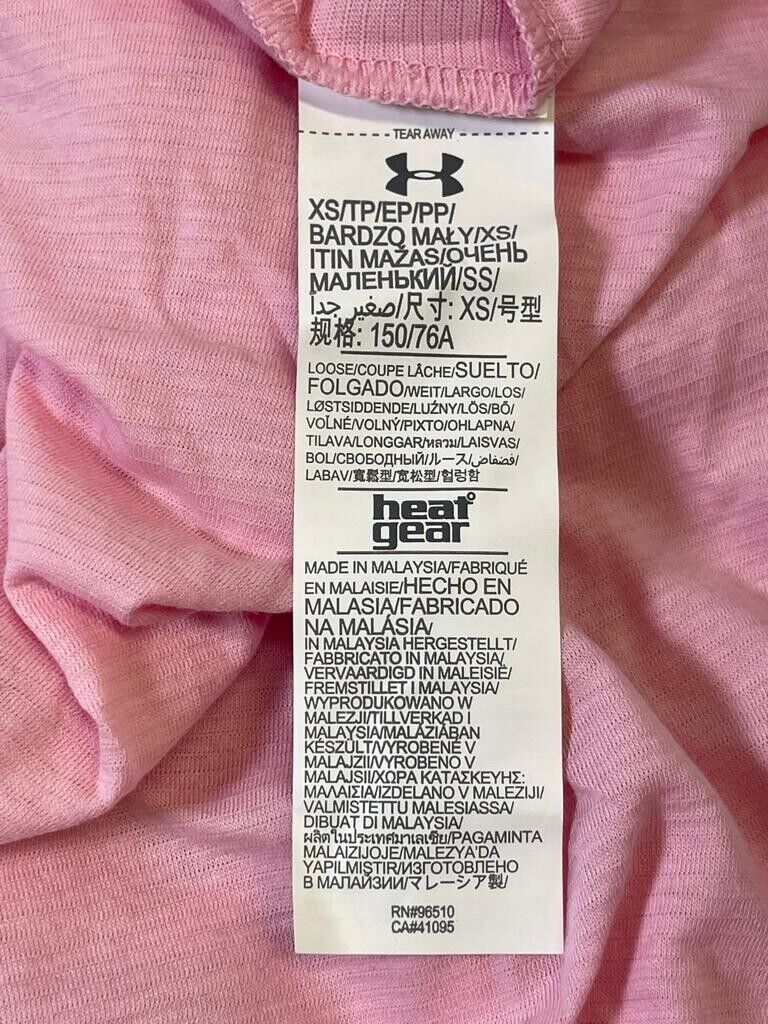 TEAR AWAY
XS/TP/EP/PP/
BARDZO MAŁY/XS/
ITIN MAŽAS/ОЧЕНЬ
МАЛЕНЬКИЙ/SS/
صغير جداً/尺寸: XS/号型
规格: 150/76A
LOOSE/COUPE LÂCHE/SUELTO/
FOLGADO/WEIT/LARGO/LOS/
LØSTSIDDENDE/LUŹNY/LÖS/BŐ/
VOĽNÉ/VOLNÝ/ΡΙΧΤΟ/OHLAPNA/
TILAVA/LONGGAR/หลวม/LAISVAS/
BOL/СВОБОДНЫЙ/ルース/فضفاض/
LABAV/寬鬆型/宽松型/헐렁함
heat
gear
MADE IN MALAYSIA/FABRIQUÉ
EN MALAISIE/HECHO EN
MALASIA/FABRICADO
NA MALÁSIA/
IN MALAYSIA HERGESTELLT/
FABBRICATO IN MALAYSIA/
VERVAARDIGD IN MALEISIË/
FREMSTILLET I MALAYSIA/
WYPRODUKOWANO W
MALEZJI/TILLVERKAD I
MALAYSIA/MALÁZIÁBAN
KÉSZÜLT/VYROBENÉ V
MALAJZII/VYROBENO V
MALAJSII/ΧΩΡΑ ΚΑΤΑΣΚΕΥΗΣ:
ΜΑΛΑΙΣΙΑ/IZDELANO V MALEZIJI/
VALMISTETTU MALESIASSA/
DIBUAT DI MALAYSIA/
ผลิตในประเทศมาเลเซีย/PAGAMINTA
MALAIZIJOJE/MALEZYA'DA
YAPILMIŞTIR/ИЗГОТОВЛЕНО
В МАЛАЙЗИИ/マレーシア製/
RN#96510
CA#41095